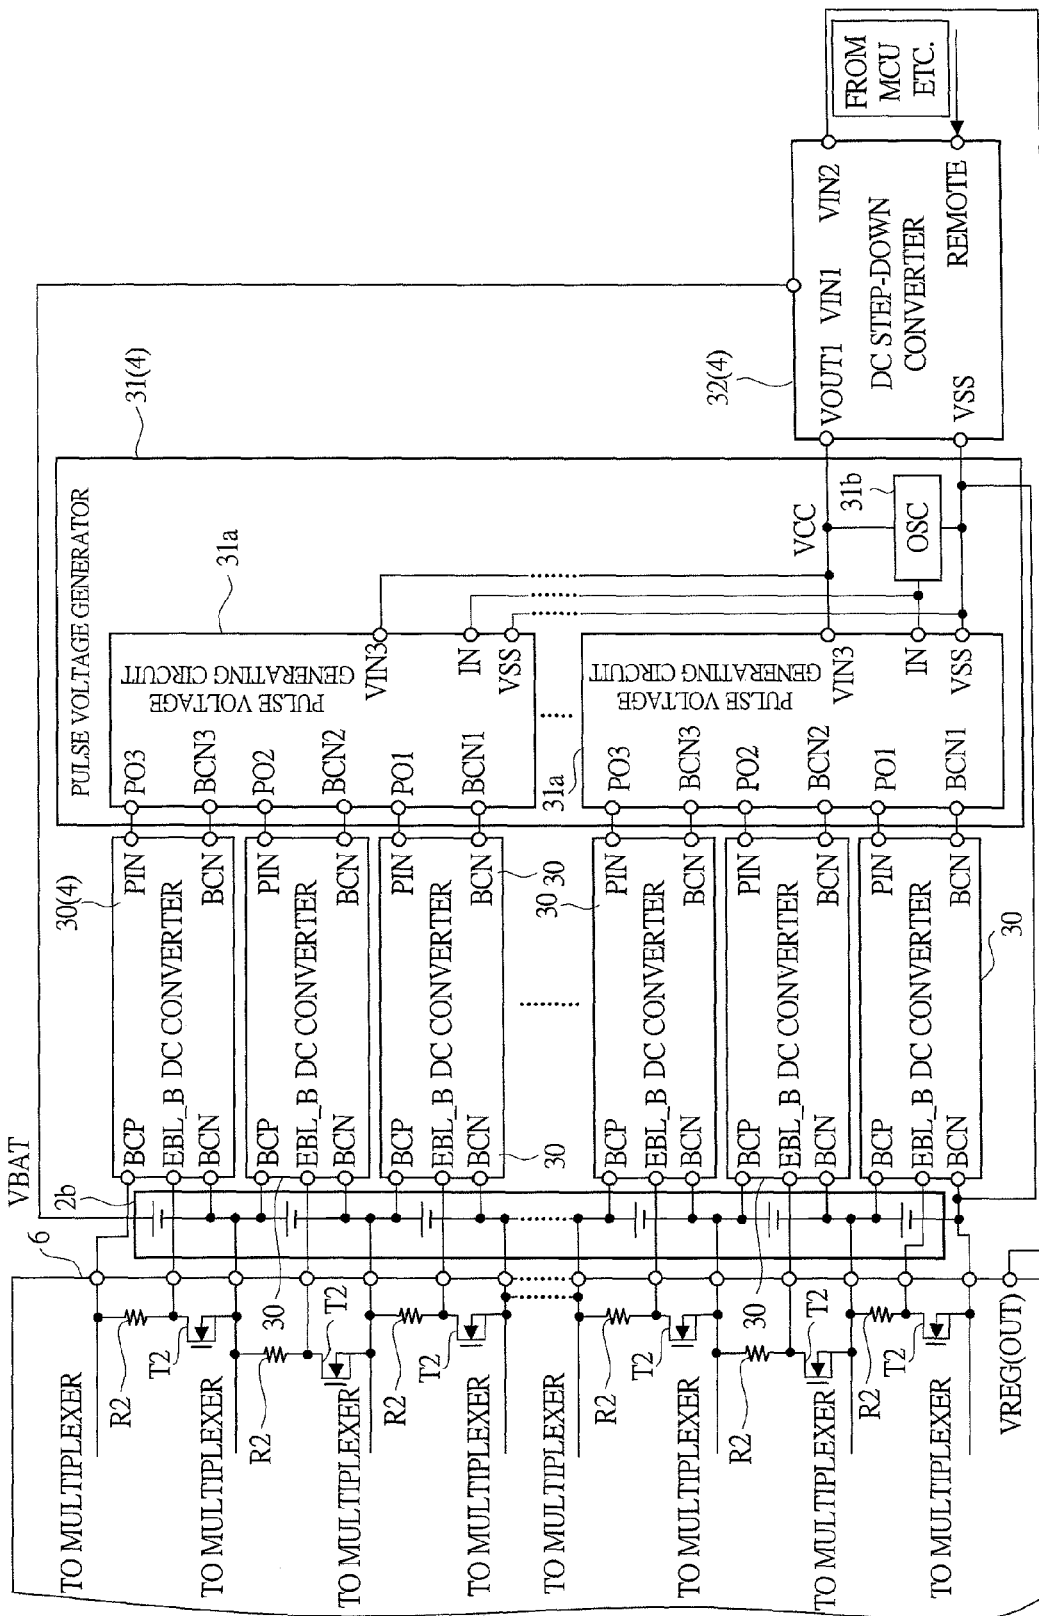 VBAT
6
2b
TO MULTIPLEXER
R2
T2
TO MULTIPLEXER
30
R2
T2
TO MULTIPLEXER
R2
T2
TO MULTIPLEXER
TO MULTIPLEXER
R2
T2
TO MULTIPLEXER
30
R2
T2
TO MULTIPLEXER
R2
T2
TO MULTIPLEXER
VREG(OUT)
30(4)
BCP
EBL_B DC CONVERTER
BCN
PIN
BCN
30
BCP
EBL_B DC CONVERTER
BCN
PIN
BCN
BCP
EBL_B DC CONVERTER
BCN
PIN
BCN
30
30
30
BCP
EBL_B DC CONVERTER
BCN
PIN
BCN
30
BCP
EBL_B DC CONVERTER
BCN
PIN
BCN
BCP
EBL_B DC CONVERTER
BCN
PIN
BCN
30
31(4)
PULSE VOLTAGE GENERATOR
31a
PO3
BCN3
PO2
BCN2
PO1
BCN1
PULSE VOLTAGE
GENERATING CIRCUIT
VIN3
IN
VSS
31a
PO3
BCN3
PO2
BCN2
PO1
BCN1
PULSE VOLTAGE
GENERATING CIRCUIT
VIN3
IN
VSS
VCC
31b
OSC
32(4)
VOUT1
VIN1
VIN2
DC STEP-DOWN
CONVERTER
VSS
REMOTE
FROM
MCU
ETC.